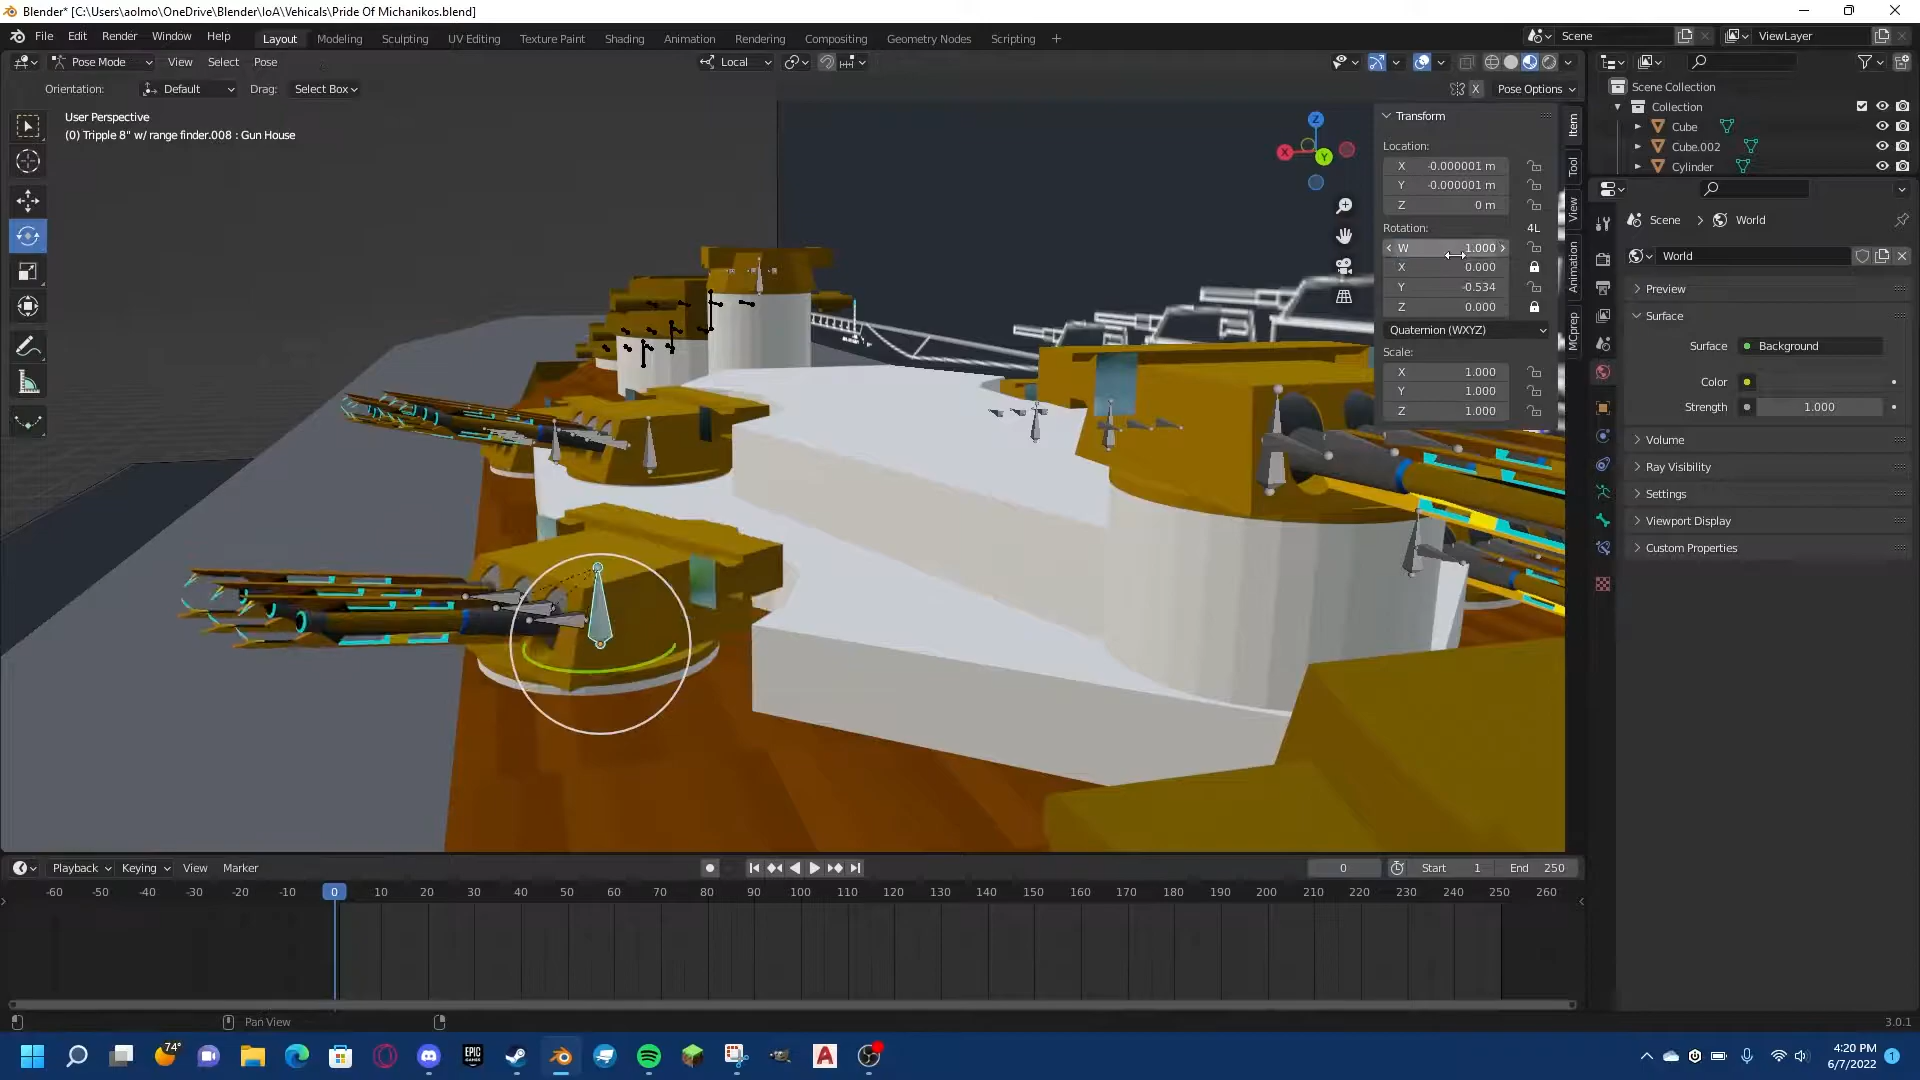 Blender* [C:\Users\aolmo\OneDrive\Blender\IoA\Vehicals\Pride Of Michanikos.blend]
File Edit Render Window Help Layout Modeling Sculpting UV Editing Texture Paint Shading Animation Rendering Compositing Geometry Nodes Scripting + Scene ViewLayer
Pose Mode View Select Pose Local
Orientation: Default Drag: Select Box X Pose Options
User Perspective
(0) Tripple 8" w/ range finder.008 : Gun House
Z
X
Y
Transform
Location:
X -0.000001 m
Y -0.000001 m
Z 0 m
Rotation: 4L
W 1.000
X 0.000
Y -0.534
Z 0.000
Quaternion (WXYZ)
Scale:
X 1.000
Y 1.000
Z 1.000
Item
Tool
View
Animation
MCprep
Scene Collection
Collection
Cube
Cube.002
Cylinder
Scene > World
World
Preview
Surface
Surface Background
Color
Strength 1.000
Volume
Ray Visibility
Settings
Viewport Display
Custom Properties
Playback Keying View Marker 0 Start 1 End 250
-60 -50 -40 -30 -20 -10 0 10 20 30 40 50 60 70 80 90 100 110 120 130 140 150 160 170 180 190 200 210 220 230 240 250 260
Pan View 3.0.1
74°
EPIC GAMES
A
4:20 PM
6/7/2022
1